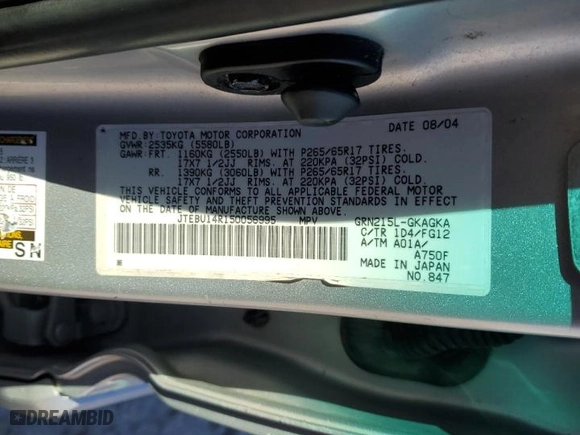 MFD. BY: TOYOTA MOTOR CORPORATION DATE 08/04
GVWR: 2535KG (5580LB)
GAWR: FRT. 1160KG (2550LB) WITH P265/65R17 TIRES.
17X7 1/2JJ RIMS. AT 220KPA (32PSI) COLD.
RR. 1390KG (3060LB) WITH P265/65R17 TIRES.
17X7 1/2JJ RIMS. AT 220KPA (32PSI) COLD.
THIS VEHICLE CONFORMS TO ALL APPLICABLE FEDERAL MOTOR
VEHICLE SAFETY AND THEFT PREVENTION STANDARDS IN EFFECT
ON THE DATE OF MANUFACTURE SHOWN ABOVE.
JTEBU14R150056995 MPV GRN215L-GKAGKA
C/TR 1D4/FG12
A/TM A01A/
A750F
MADE IN JAPAN
NO. 847
ARRIÈRE
SN
DREAMBID